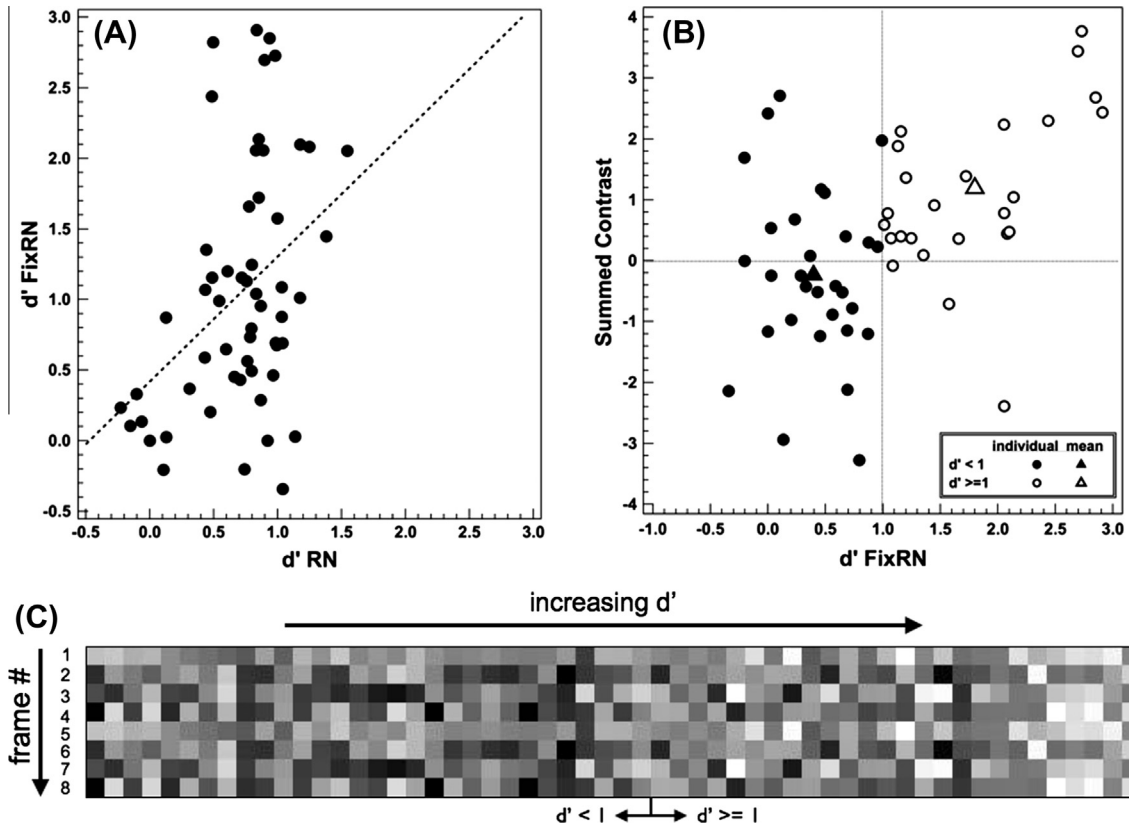 (A)
3.0
2.5
2.0
1.5
1.0
0.5
0.0
-0.5
d' FixRN
-0.5 0.0 0.5 1.0 1.5 2.0 2.5 3.0
d' RN
(B)
4
3
2
1
0
-1
-2
-3
-4
Summed Contrast
individual mean
d' < 1
d' >=1
-1.0 -0.5 0.0 0.5 1.0 1.5 2.0 2.5 3.0
d' FixRN
(C)
increasing d'
frame #
1
2
3
4
5
6
7
8
d' < 1 d' >= 1